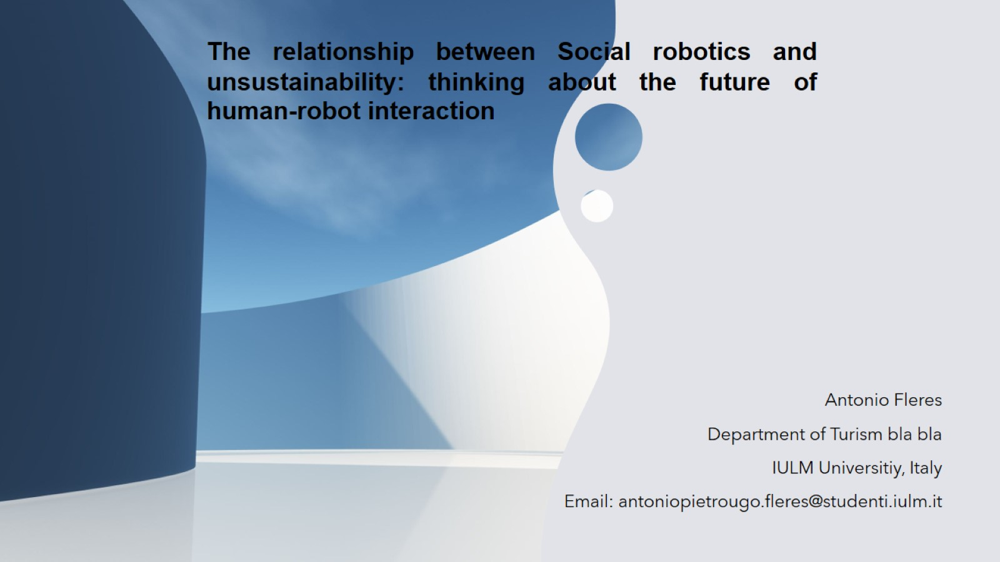 The relationship between Social robotics and
unsustainability: thinking about the future of
human-robot interaction
Antonio Fleres
Department of Turism bla bla
IULM Universitiy, Italy
Email: antoniopietrougo.fleres@studenti.iulm.it